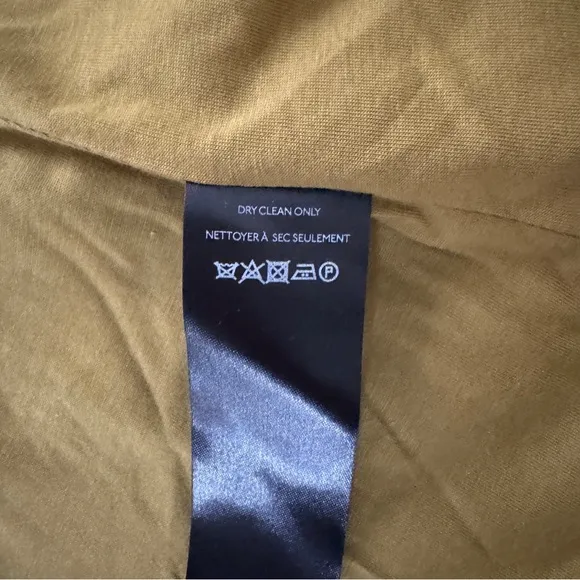 DRY CLEAN ONLY
NETTOYER À SEC SEULEMENT
P